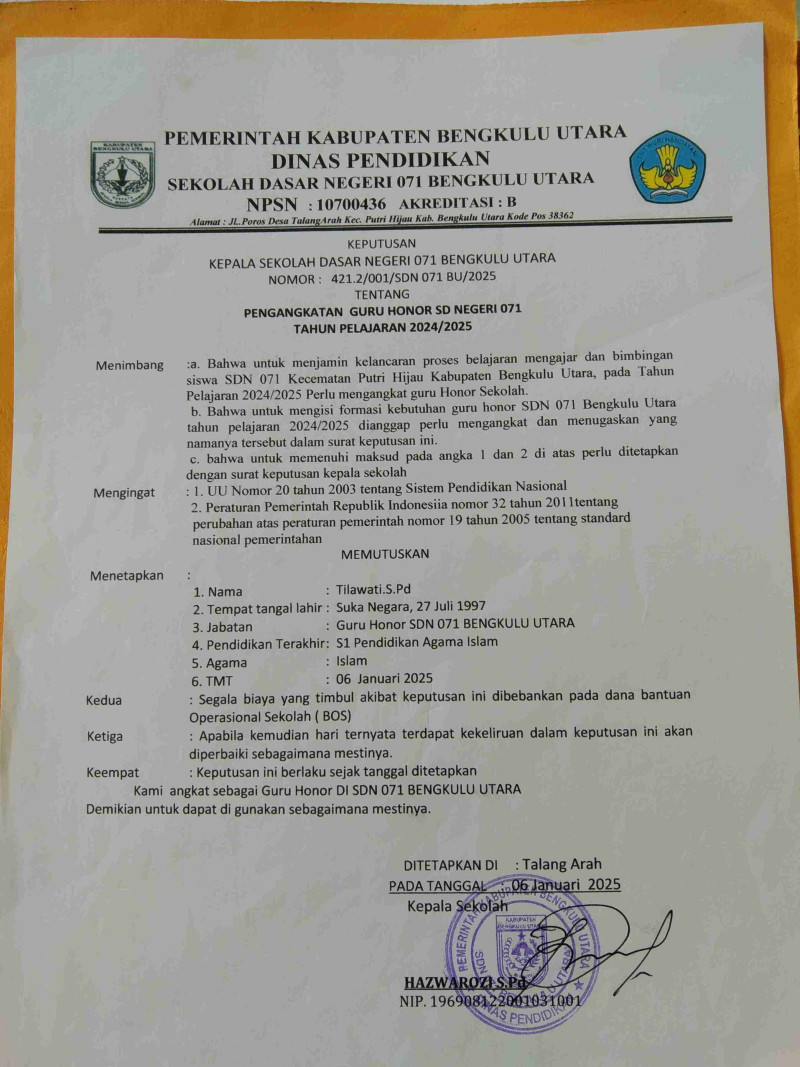 PEMERINTAH KABUPATEN BENGKULU UTARA
DINAS PENDIDIKAN
SEKOLAH DASAR NEGERI 071 BENGKULU UTARA
NPSN : 10700436 AKREDITASI : B
Alamat : JL.Poros Desa TalangArah Kec. Putri Hijau Kab. Bengkulu Utara Kode Pos 38362
KABUPATEN
BENGKULU UTARA
TUT WURI HANDAYANI
KEPUTUSAN
KEPALA SEKOLAH DASAR NEGERI 071 BENGKULU UTARA
NOMOR : 421.2/001/SDN 071 BU/2025
TENTANG
PENGANGKATAN GURU HONOR SD NEGERI 071
TAHUN PELAJARAN 2024/2025
Menimbang :a. Bahwa untuk menjamin kelancaran proses belajaran mengajar dan bimbingan
siswa SDN 071 Kecematan Putri Hijau Kabupaten Bengkulu Utara, pada Tahun
Pelajaran 2024/2025 Perlu mengangkat guru Honor Sekolah.
b. Bahwa untuk mengisi formasi kebutuhan guru honor SDN 071 Bengkulu Utara
tahun pelajaran 2024/2025 dianggap perlu mengangkat dan menugaskan yang
namanya tersebut dalam surat keputusan ini.
c. bahwa untuk memenuhi maksud pada angka 1 dan 2 di atas perlu ditetapkan
dengan surat keputusan kepala sekolah
Mengingat : 1. UU Nomor 20 tahun 2003 tentang Sistem Pendidikan Nasional
2. Peraturan Pemerintah Republik Indonesiia nomor 32 tahun 2011tentang
perubahan atas peraturan pemerintah nomor 19 tahun 2005 tentang standard
nasional pemerintahan
MEMUTUSKAN
Menetapkan :
1. Nama : Tilawati.S.Pd
2. Tempat tangal lahir : Suka Negara, 27 Juli 1997
3. Jabatan : Guru Honor SDN 071 BENGKULU UTARA
4. Pendidikan Terakhir : S1 Pendidikan Agama Islam
5. Agama : Islam
6. TMT : 06 Januari 2025
Kedua : Segala biaya yang timbul akibat keputusan ini dibebankan pada dana bantuan
Operasional Sekolah ( BOS)
Ketiga : Apabila kemudian hari ternyata terdapat kekeliruan dalam keputusan ini akan
diperbaiki sebagaimana mestinya.
Keempat : Keputusan ini berlaku sejak tanggal ditetapkan
Kami angkat sebagai Guru Honor DI SDN 071 BENGKULU UTARA
Demikian untuk dapat di gunakan sebagaimana mestinya.
DITETAPKAN DI : Talang Arah
PADA TANGGAL : 06 Januari 2025
Kepala Sekolah
PEMERINTAH KABUPATEN BENGKULU UTARA
KABUPATEN
BENGKULU UTARA
DINAS PENDIDIKAN
HAZWAROZI S.Pd
NIP. 196908122001031001